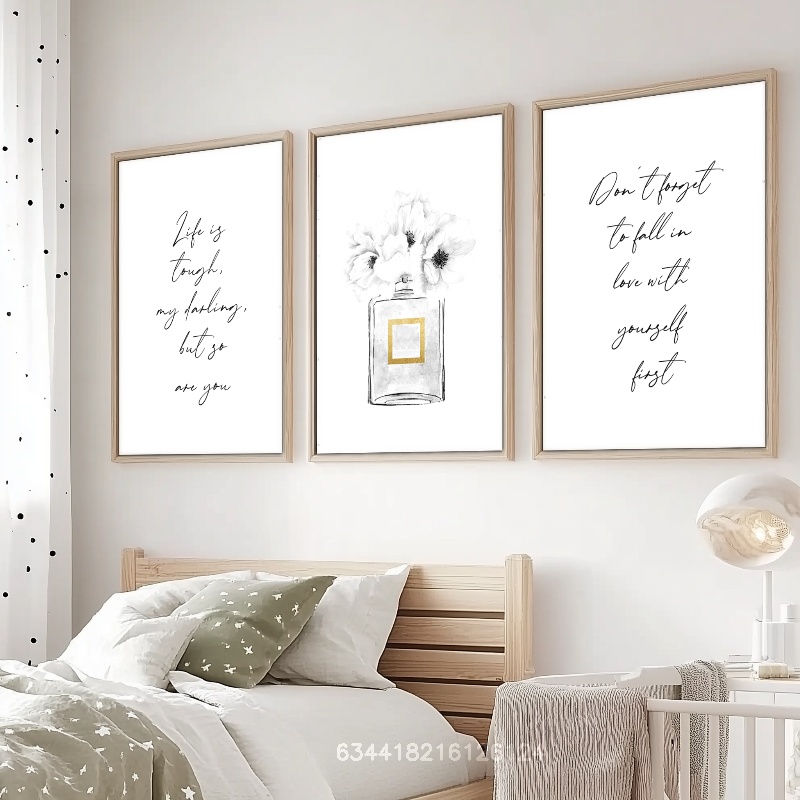 Life is
tough,
my darling,
but so
are you
Don't forget
to fall in
love with
yourself
first